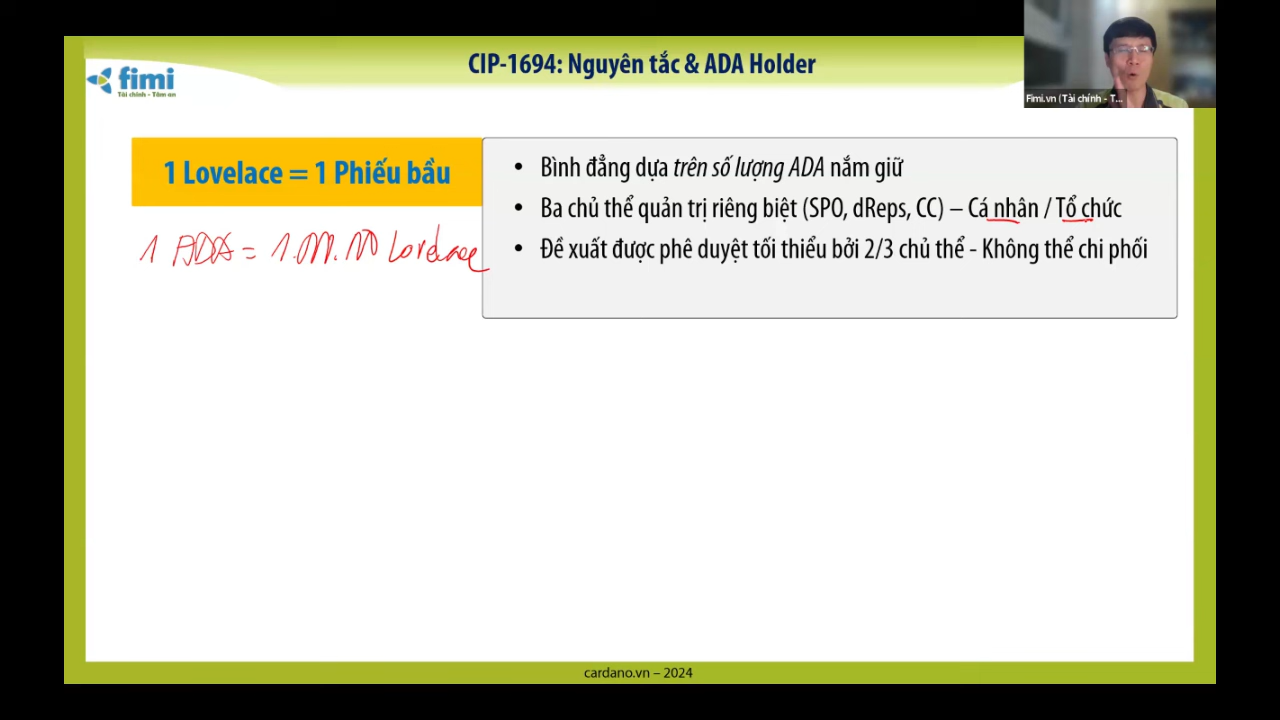 CIP-1694: Nguyên tắc & ADA Holder
fimi
Tài chính - Tâm an
Fimi.vn (Tài chính - T...
1 Lovelace = 1 Phiếu bầu
1 ADA = 1.000.000 Lovelace
• Bình đẳng dựa trên số lượng ADA nắm giữ
• Ba chủ thể quản trị riêng biệt (SPO, dReps, CC) – Cá nhân / Tổ chức
• Đề xuất được phê duyệt tối thiểu bởi 2/3 chủ thể - Không thể chi phối
cardano.vn – 2024